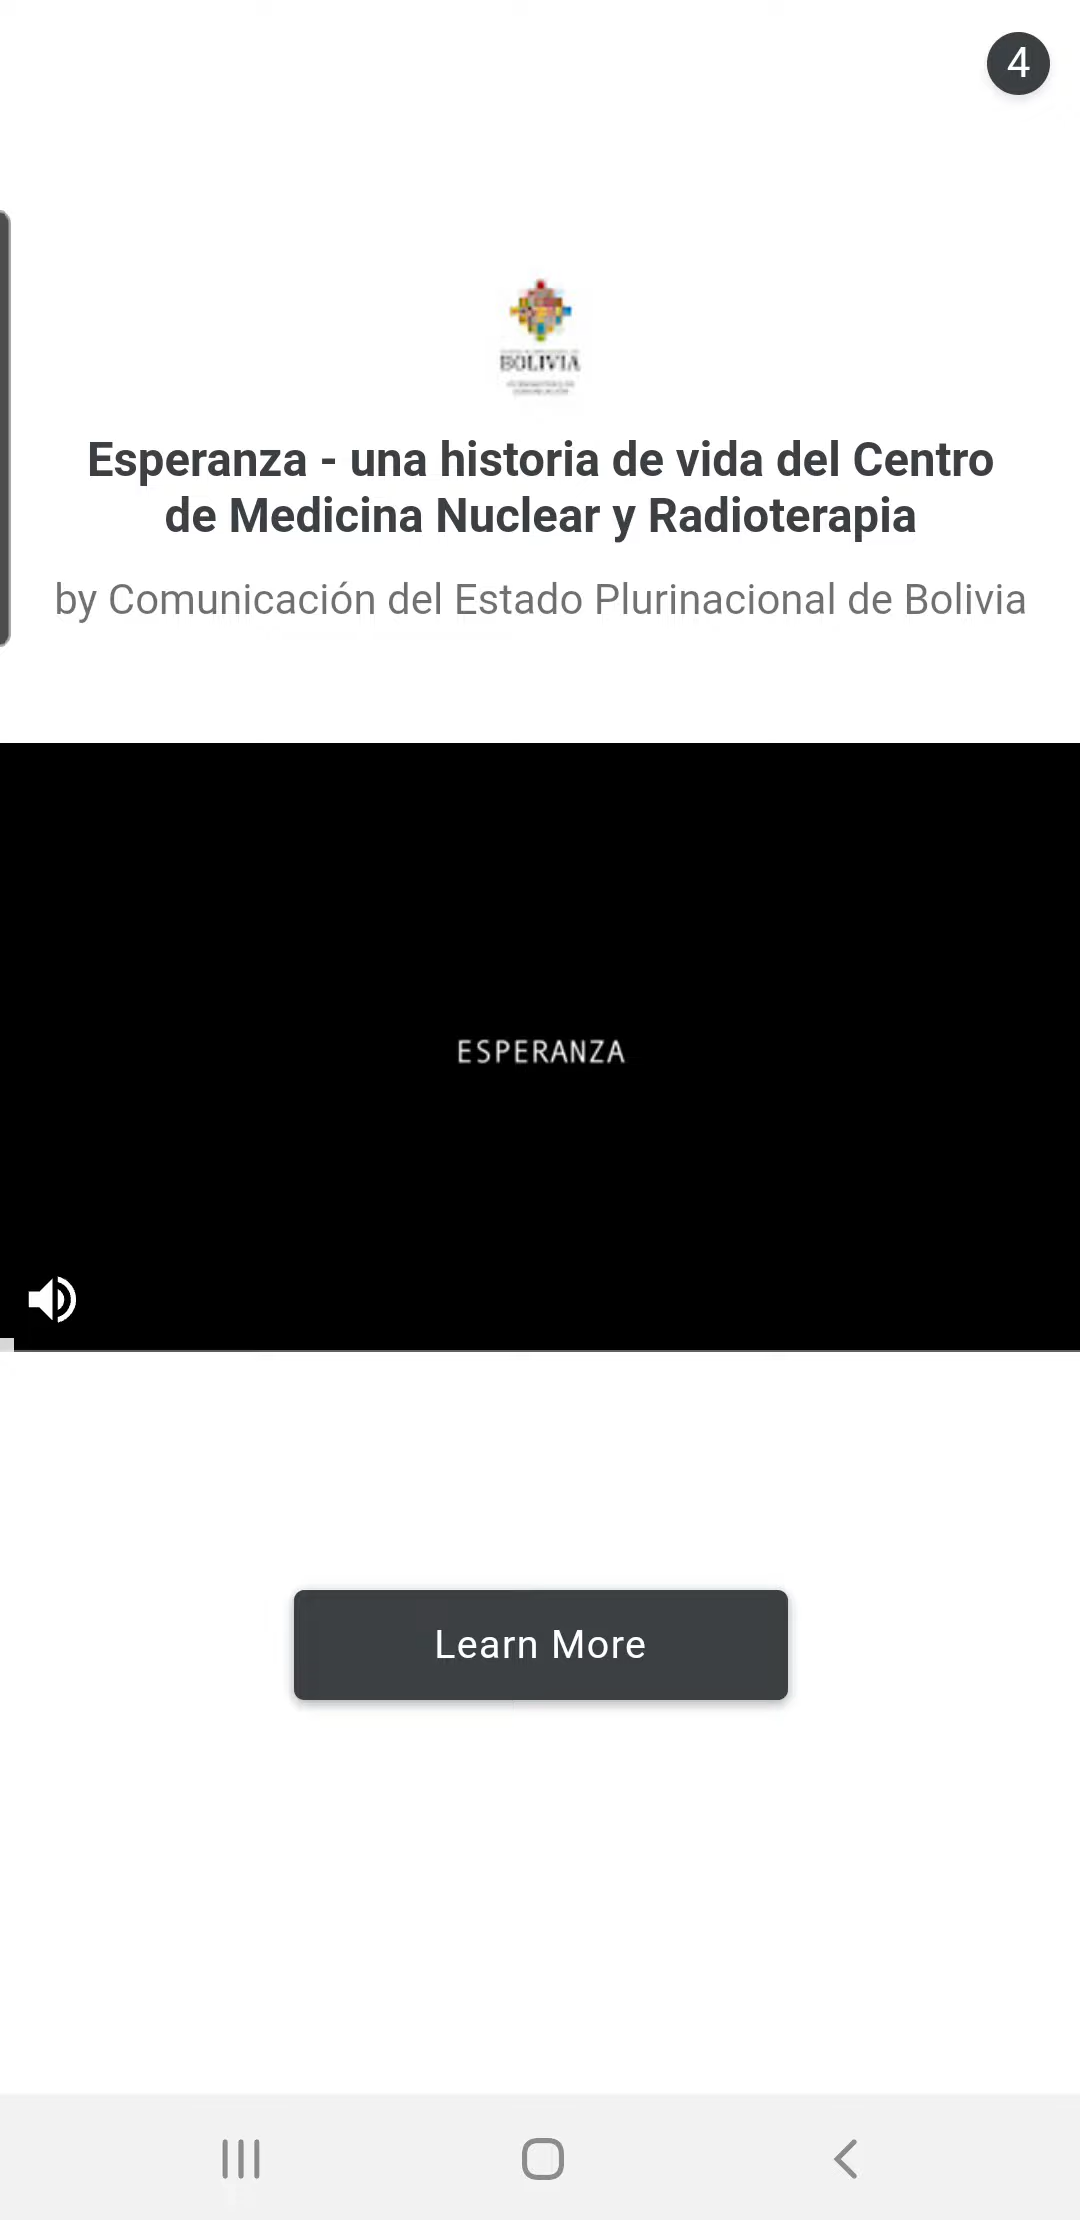 4
BOLIVIA
Esperanza - una historia de vida del Centro
de Medicina Nuclear y Radioterapia
by Comunicación del Estado Plurinacional de Bolivia
ESPERANZA
Learn More